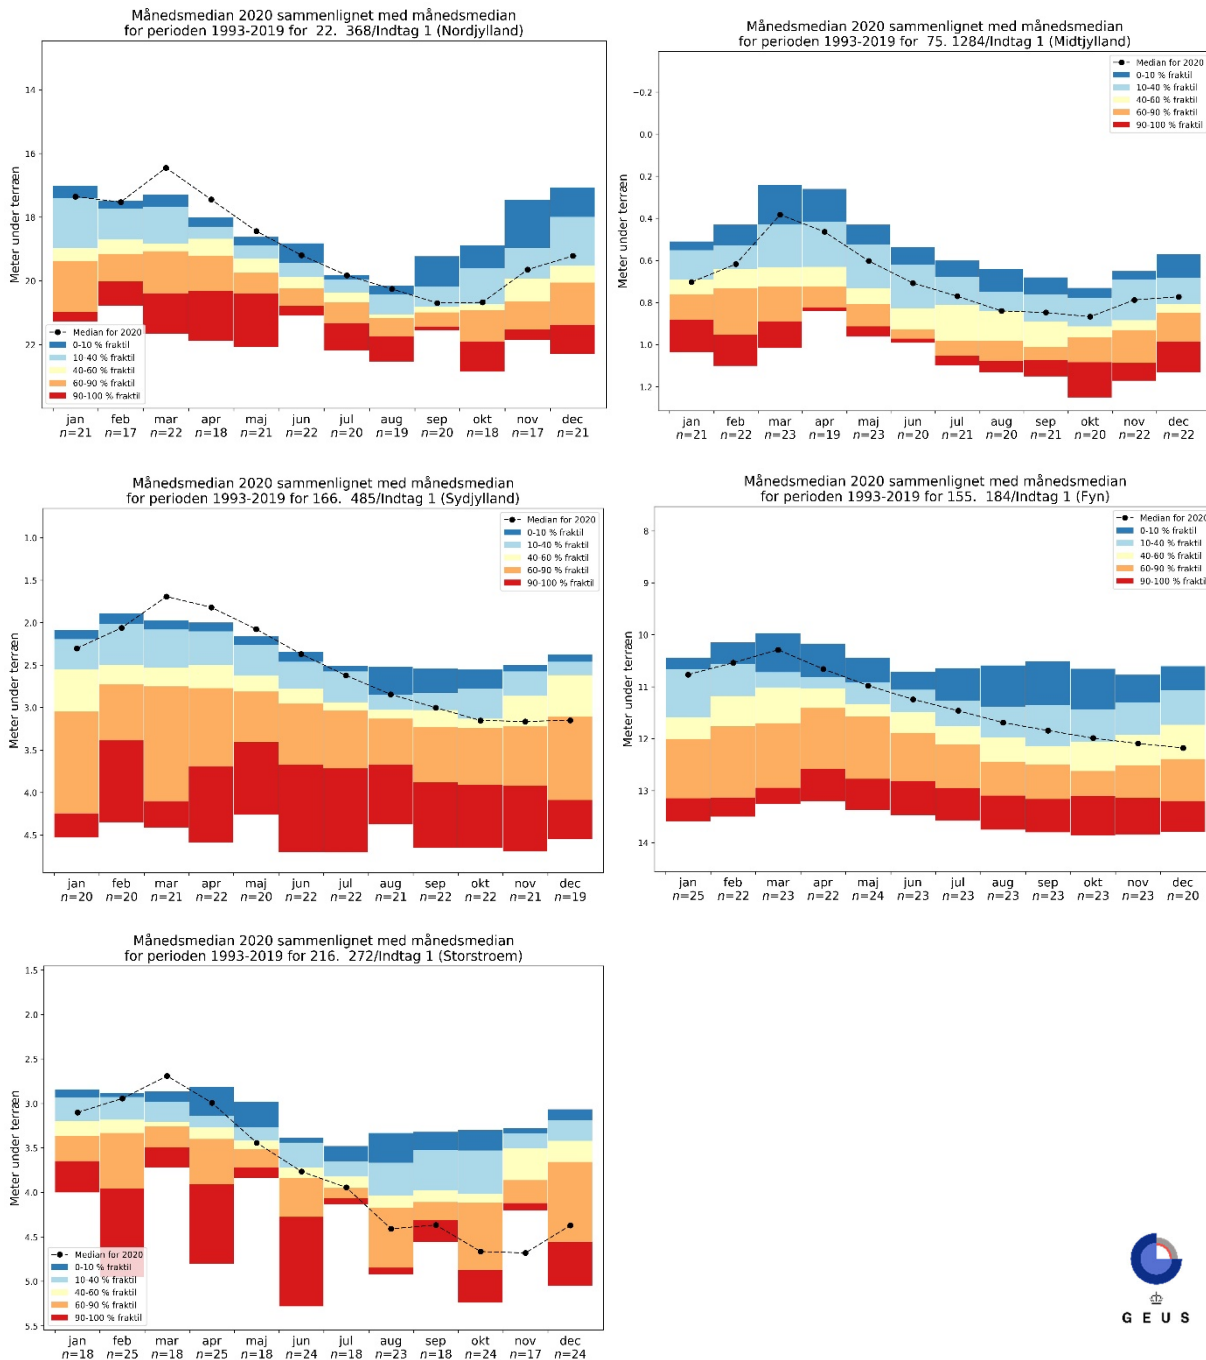 Månedsmedian 2020 sammenlignet med månedsmedian
for perioden 1993-2019 for 22. 368/Indtag 1 (Nordjylland)
Meter under terræn
14
16
18
20
22
Median for 2020
0-10 % fraktil
10-40 % fraktil
40-60 % fraktil
60-90 % fraktil
90-100 % fraktil
jan feb mar apr maj jun jul aug sep okt nov dec
n=21 n=17 n=22 n=18 n=21 n=22 n=20 n=19 n=20 n=18 n=17 n=21
Månedsmedian 2020 sammenlignet med månedsmedian
for perioden 1993-2019 for 75. 1284/Indtag 1 (Midtjylland)
Meter under terræn
−0.2
0.0
0.2
0.4
0.6
0.8
1.0
1.2
Median for 2020
0-10 % fraktil
10-40 % fraktil
40-60 % fraktil
60-90 % fraktil
90-100 % fraktil
jan feb mar apr maj jun jul aug sep okt nov dec
n=21 n=22 n=23 n=19 n=23 n=20 n=21 n=20 n=21 n=20 n=22 n=22
Månedsmedian 2020 sammenlignet med månedsmedian
for perioden 1993-2019 for 166. 485/Indtag 1 (Sydjylland)
Meter under terræn
1.0
1.5
2.0
2.5
3.0
3.5
4.0
4.5
Median for 2020
0-10 % fraktil
10-40 % fraktil
40-60 % fraktil
60-90 % fraktil
90-100 % fraktil
jan feb mar apr maj jun jul aug sep okt nov dec
n=20 n=20 n=21 n=22 n=20 n=22 n=22 n=21 n=22 n=22 n=21 n=19
Månedsmedian 2020 sammenlignet med månedsmedian
for perioden 1993-2019 for 155. 184/Indtag 1 (Fyn)
Meter under terræn
8
9
10
11
12
13
14
Median for 2020
0-10 % fraktil
10-40 % fraktil
40-60 % fraktil
60-90 % fraktil
90-100 % fraktil
jan feb mar apr maj jun jul aug sep okt nov dec
n=25 n=22 n=23 n=22 n=24 n=23 n=23 n=23 n=23 n=23 n=23 n=20
Månedsmedian 2020 sammenlignet med månedsmedian
for perioden 1993-2019 for 216. 272/Indtag 1 (Storstroem)
Meter under terræn
1.5
2.0
2.5
3.0
3.5
4.0
4.5
5.0
5.5
Median for 2020
0-10 % fraktil
10-40 % fraktil
40-60 % fraktil
60-90 % fraktil
90-100 % fraktil
jan feb mar apr maj jun jul aug sep okt nov dec
n=18 n=25 n=18 n=25 n=18 n=24 n=18 n=23 n=18 n=24 n=17 n=24
GEUS